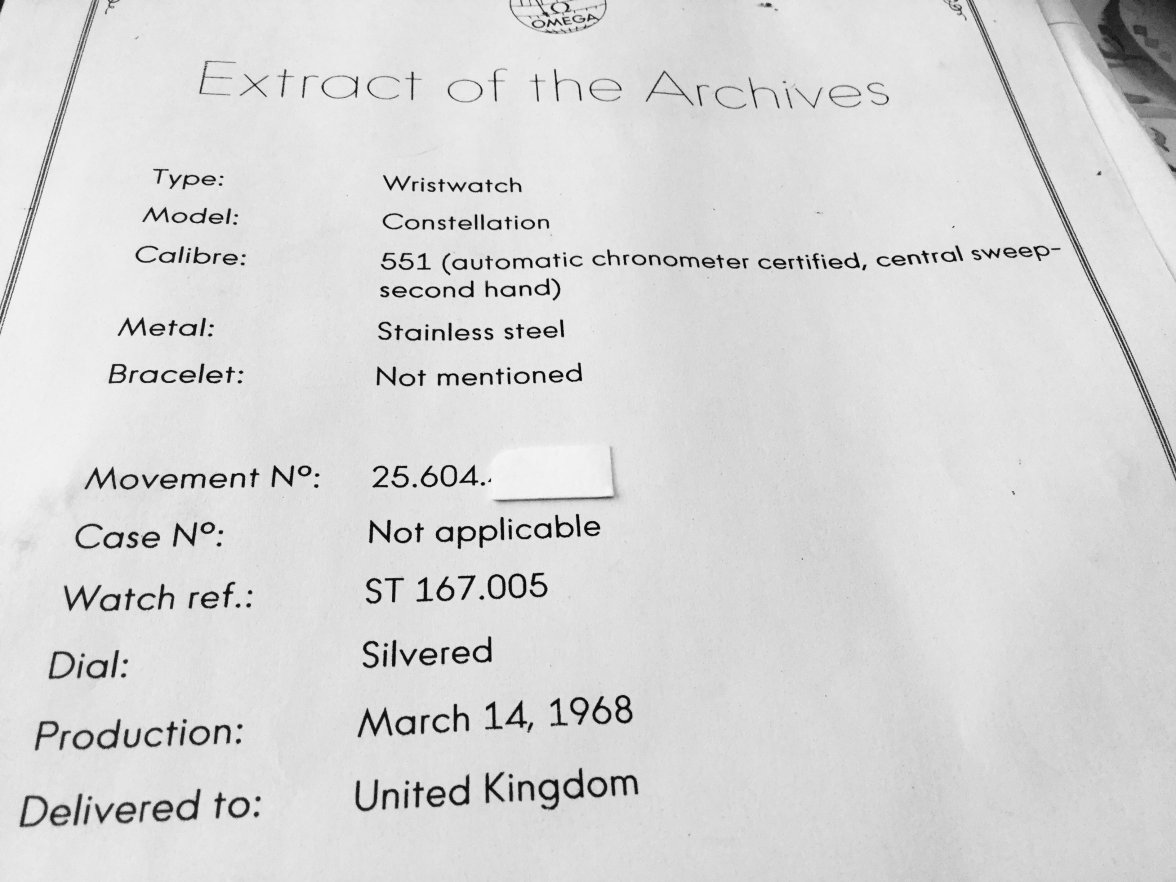 Ω
OMEGA
Extract of the Archives
Type: Wristwatch
Model: Constellation
Calibre: 551 (automatic chronometer certified, central sweep-
second hand)
Metal: Stainless steel
Bracelet: Not mentioned
Movement Nº: 25.604.
Case Nº: Not applicable
Watch ref.: ST 167.005
Dial: Silvered
Production: March 14, 1968
Delivered to: United Kingdom